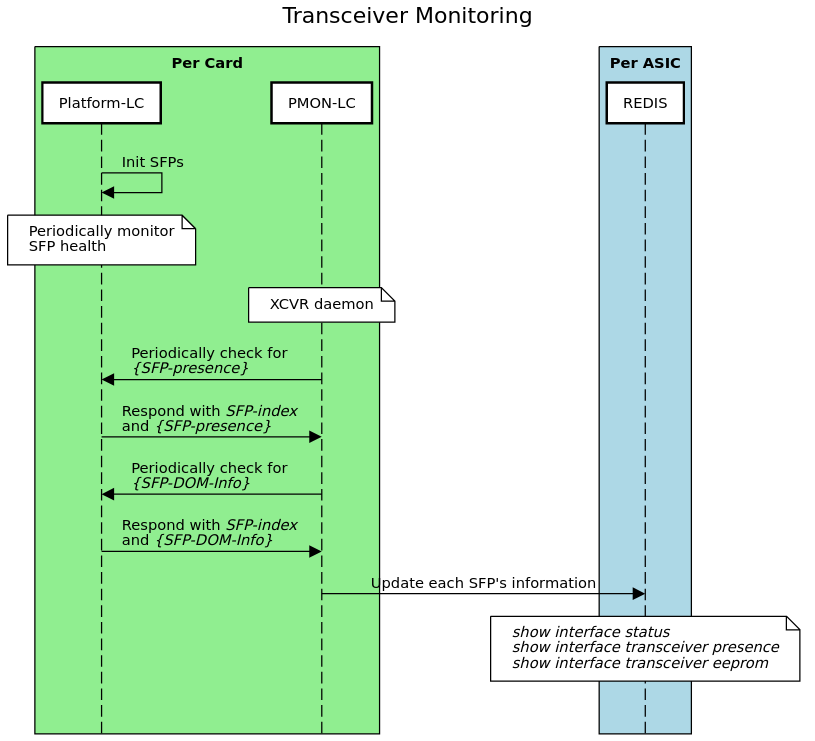 Transceiver Monitoring
Per Card
Per ASIC
Platform-LC
PMON-LC
REDIS
Init SFPs
Periodically monitor
SFP health
XCVR daemon
Periodically check for
{SFP-presence}
Respond with SFP-index
and {SFP-presence}
Periodically check for
{SFP-DOM-Info}
Respond with SFP-index
and {SFP-DOM-Info}
Update each SFP's information
show interface status
show interface transceiver presence
show interface transceiver eeprom